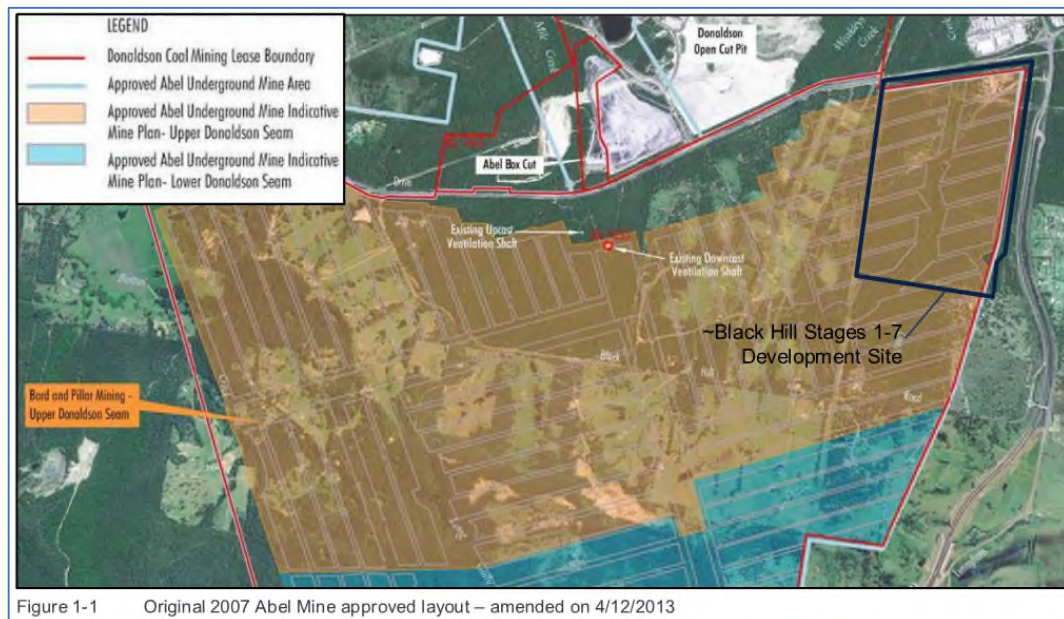 LEGEND
Donaldson Coal Mining Lease Boundary
Approved Abel Underground Mine Area
Approved Abel Underground Mine Indicative
Mine Plan- Upper Donaldson Seam
Approved Abel Underground Mine Indicative
Mine Plan- Lower Donaldson Seam
Donaldson
Open Cut Pit
Creek
Abel Box Cut
Drive
Existing Upcast
Ventilation Shaft
Existing Downcast
Ventilation Shaft
~Black Hill Stages 1-7
Development Site
Black
Hill
Road
Bord and Pillar Mining -
Upper Donaldson Seam
Figure 1-1 Original 2007 Abel Mine approved layout – amended on 4/12/2013